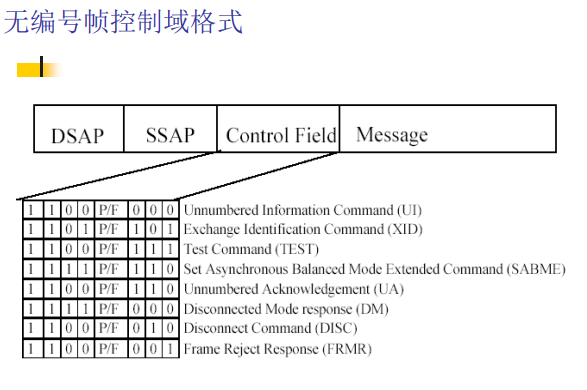 无编号帧控制域格式
DSAP SSAP Control Field Message
1 1 0 0 P/F 0 0 0 Unnumbered Information Command (UI)
1 1 0 1 P/F 1 0 1 Exchange Identification Command (XID)
1 1 0 0 P/F 1 1 1 Test Command (TEST)
1 1 1 1 P/F 1 1 0 Set Asynchronous Balanced Mode Extended Command (SABME)
1 1 0 0 P/F 1 1 0 Unnumbered Acknowledgement (UA)
1 1 1 1 P/F 0 0 0 Disconnected Mode response (DM)
1 1 0 0 P/F 0 1 0 Disconnect Command (DISC)
1 1 0 0 P/F 0 0 1 Frame Reject Response (FRMR)